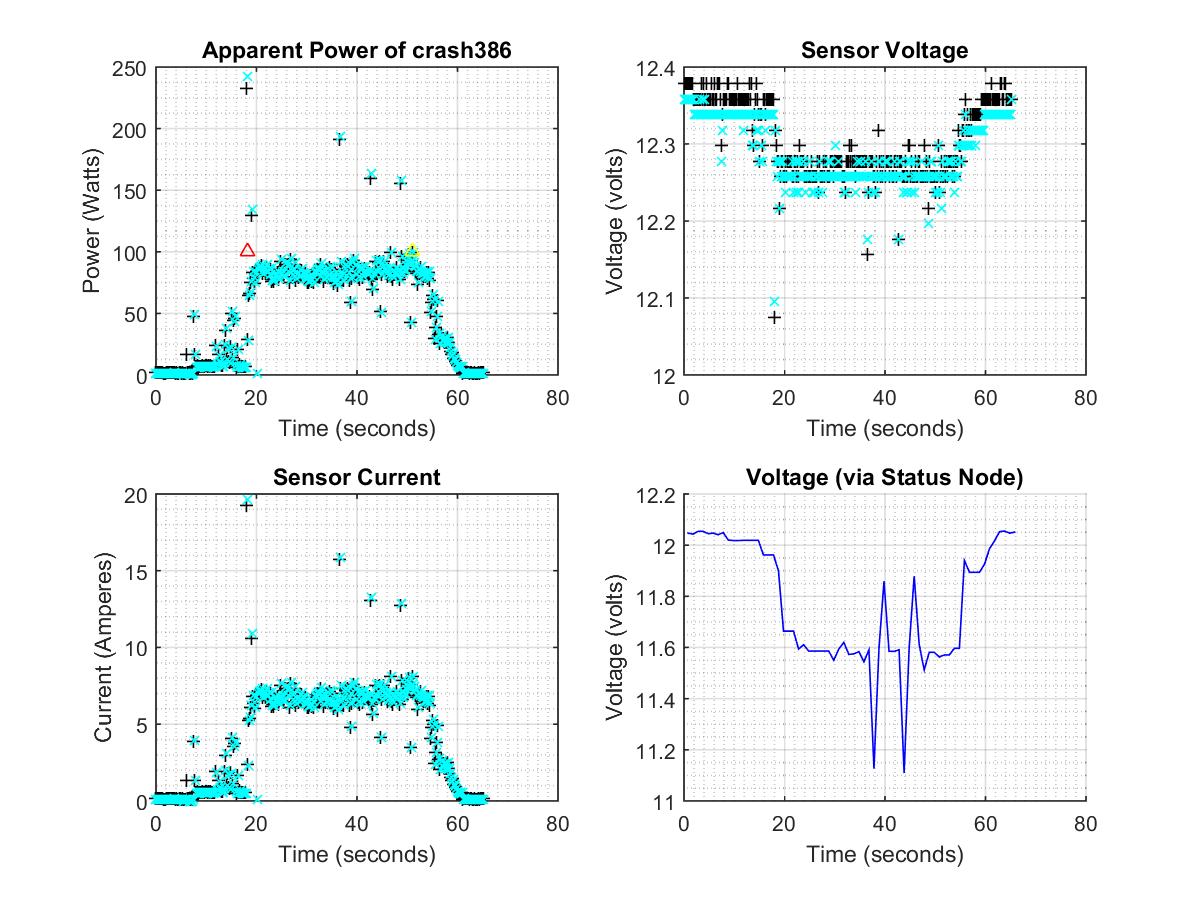 Apparent Power of crash386
250
200
150
100
50
0
0 20 40 60 80
Power (Watts)
Time (seconds)
Sensor Voltage
12.4
12.3
12.2
12.1
12
0 20 40 60 80
Voltage (volts)
Time (seconds)
Sensor Current
20
15
10
5
0
0 20 40 60 80
Current (Amperes)
Time (seconds)
Voltage (via Status Node)
12.2
12
11.8
11.6
11.4
11.2
11
0 20 40 60 80
Voltage (volts)
Time (seconds)